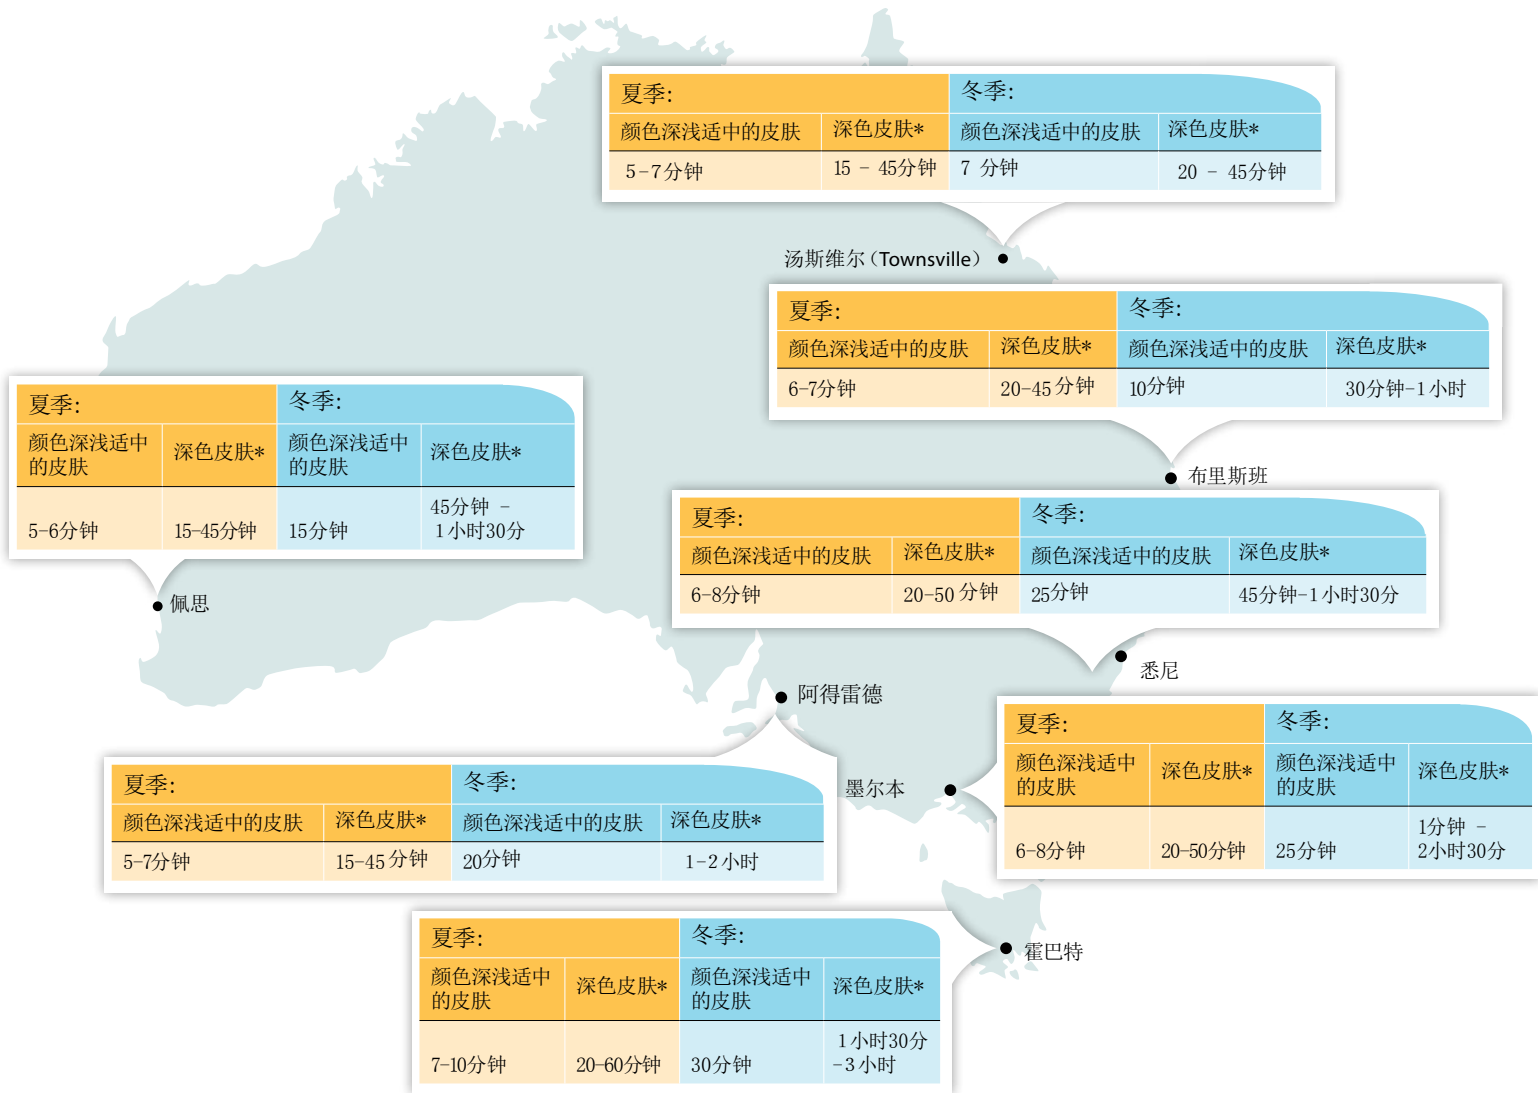 夏季: 冬季:
颜色深浅适中的皮肤 深色皮肤* 颜色深浅适中的皮肤 深色皮肤*
5-7分钟 15 - 45分钟 7 分钟 20 - 45分钟
汤斯维尔（Townsville）
夏季: 冬季:
颜色深浅适中的皮肤 深色皮肤* 颜色深浅适中的皮肤 深色皮肤*
6-7分钟 20-45 分钟 10分钟 30分钟-1小时
布里斯班
夏季: 冬季:
颜色深浅适中
的皮肤 深色皮肤* 颜色深浅适中
的皮肤 深色皮肤*
5-6分钟 15-45分钟 15分钟 45分钟 -
1小时30分
佩思
夏季: 冬季:
颜色深浅适中的皮肤 深色皮肤* 颜色深浅适中的皮肤 深色皮肤*
6-8分钟 20-50 分钟 25分钟 45分钟-1小时30分
悉尼
阿得雷德
夏季: 冬季:
颜色深浅适中的皮肤 深色皮肤* 颜色深浅适中的皮肤 深色皮肤*
5-7分钟 15-45 分钟 20分钟 1-2小时
墨尔本
夏季: 冬季:
颜色深浅适中
的皮肤 深色皮肤* 颜色深浅适中
的皮肤 深色皮肤*
6-8分钟 20-50分钟 25分钟 1分钟 -
2小时30分
夏季: 冬季:
颜色深浅适中
的皮肤 深色皮肤* 颜色深浅适中
的皮肤 深色皮肤*
7-10分钟 20-60分钟 30分钟 1小时30分
-3小时
霍巴特